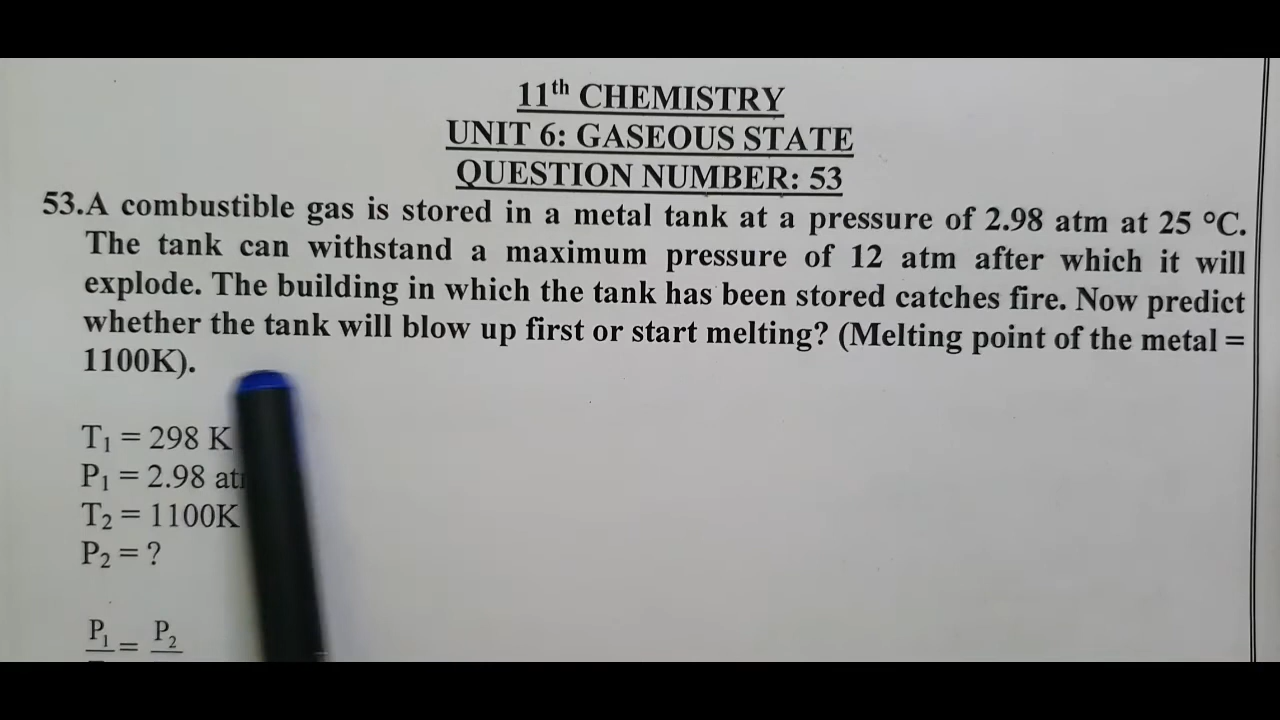 11th CHEMISTRY
UNIT 6: GASEOUS STATE
QUESTION NUMBER: 53
53.A combustible gas is stored in a metal tank at a pressure of 2.98 atm at 25 °C.
The tank can withstand a maximum pressure of 12 atm after which it will
explode. The building in which the tank has been stored catches fire. Now predict
whether the tank will blow up first or start melting? (Melting point of the metal =
1100K).
T₁ = 298 K
P₁ = 2.98
T₂ = 1100K
P₂ = ?
P₁ = P₂